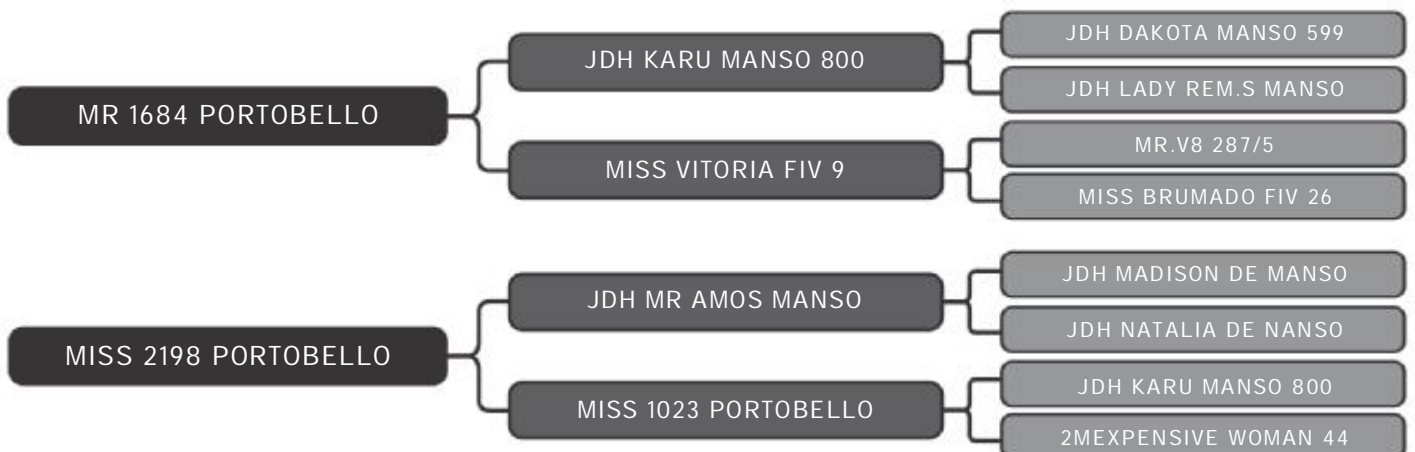 MR 1684 PORTOBELLO
JDH KARU MANSO 800
JDH DAKOTA MANSO 599
JDH LADY REM.S MANSO
MISS VITORIA FIV 9
MR.V8 287/5
MISS BRUMADO FIV 26
MISS 2198 PORTOBELLO
JDH MR AMOS MANSO
JDH MADISON DE MANSO
JDH NATALIA DE NANSO
MISS 1023 PORTOBELLO
JDH KARU MANSO 800
2MEXPENSIVE WOMAN 44